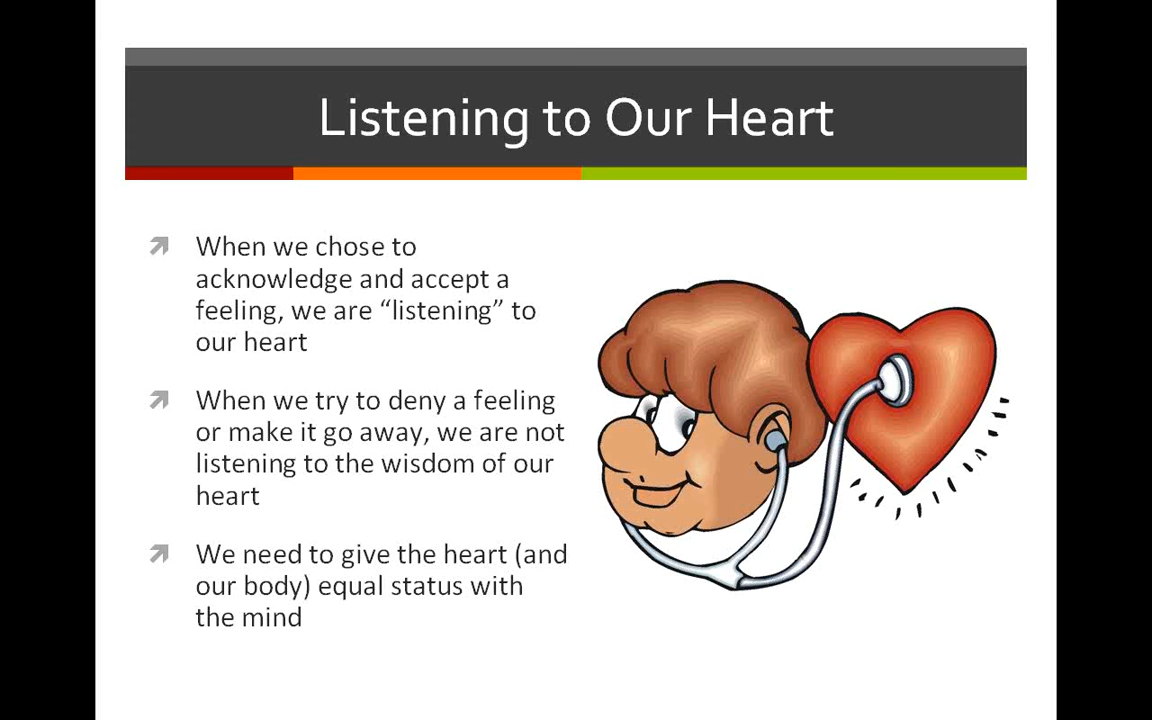 Listening to Our Heart
When we chose to
acknowledge and accept a
feeling, we are “listening” to
our heart
When we try to deny a feeling
or make it go away, we are not
listening to the wisdom of our
heart
We need to give the heart (and
our body) equal status with
the mind